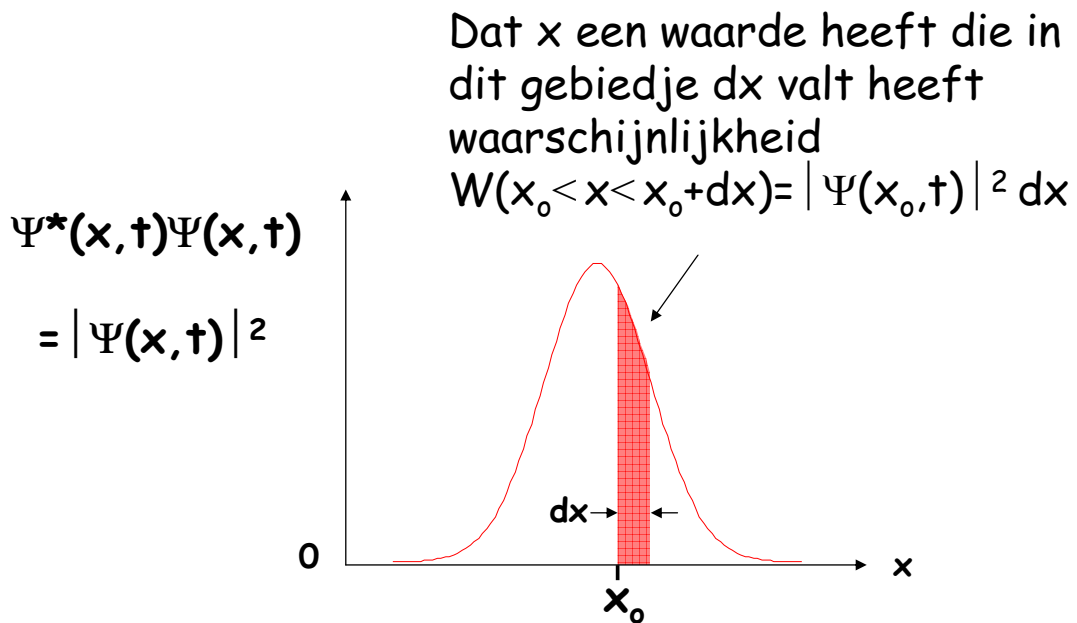 Dat x een waarde heeft die in
dit gebiedje dx valt heeft
waarschijnlijkheid
W(xₒ<x<xₒ+dx)=|Ψ(xₒ,t)|² dx
Ψ*(x,t)Ψ(x,t)
=|Ψ(x,t)|²
dx
0
x
xₒ